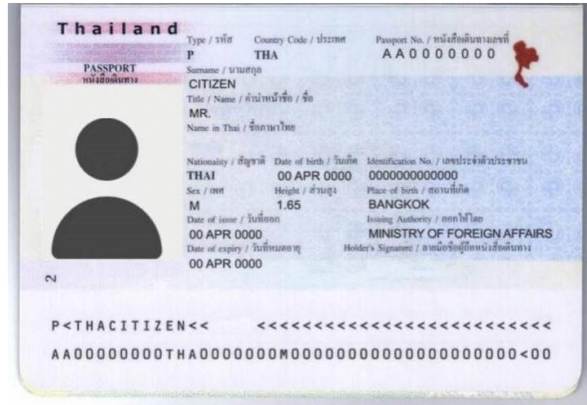 Thailand
Type / รหัส Country Code / ประเทศ Passport No. / หนังสือเดินทางเลขที่
P THA AA0000000
PASSPORT
หนังสือเดินทาง
Surname / นามสกุล
CITIZEN
Title / Name / คำนำหน้าชื่อ / ชื่อ
MR.
Name in Thai / ชื่อภาษาไทย
Nationality / สัญชาติ Date of birth / วันเกิด Identification No. / เลขประจำตัวประชาชน
THAI 00 APR 0000 0000000000000
Sex / เพศ Height / ส่วนสูง Place of birth / สถานที่เกิด
M 1.65 BANGKOK
Date of issue / วันที่ออก Issuing Authority / ออกให้โดย
00 APR 0000 MINISTRY OF FOREIGN AFFAIRS
Date of expiry / วันที่หมดอายุ Holder's Signature / ลายมือชื่อผู้ถือหนังสือเดินทาง
00 APR 0000
2
P<THACITIZEN<< <<<<<<<<<<<<<<<<<<<<<<<<<<
AA00000000THA0000000M0000000000000000000<00